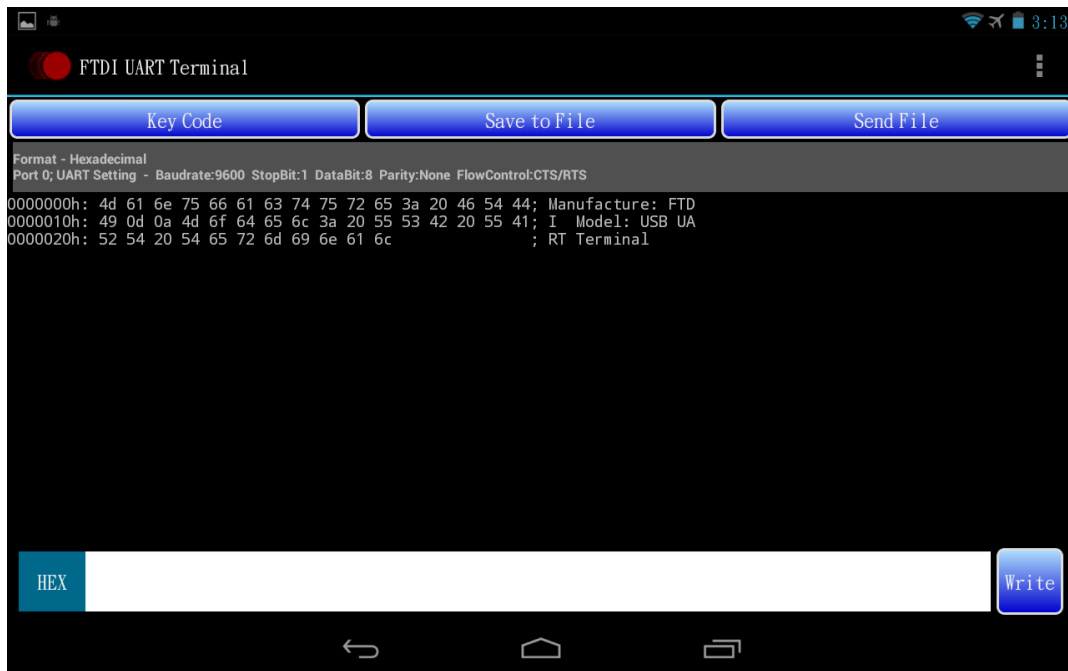 3:13
FTDI UART Terminal
Key Code Save to File Send File
Format - Hexadecimal
Port 0; UART Setting - Baudrate:9600 StopBit:1 DataBit:8 Parity:None FlowControl:CTS/RTS
0000000h: 4d 61 6e 75 66 61 63 74 75 72 65 3a 20 46 54 44; Manufacture: FTD
0000010h: 49 0d 0a 4d 6f 64 65 6c 3a 20 55 53 42 20 55 41; I  Model: USB UA
0000020h: 52 54 20 54 65 72 6d 69 6e 61 6c ; RT Terminal
HEX Write